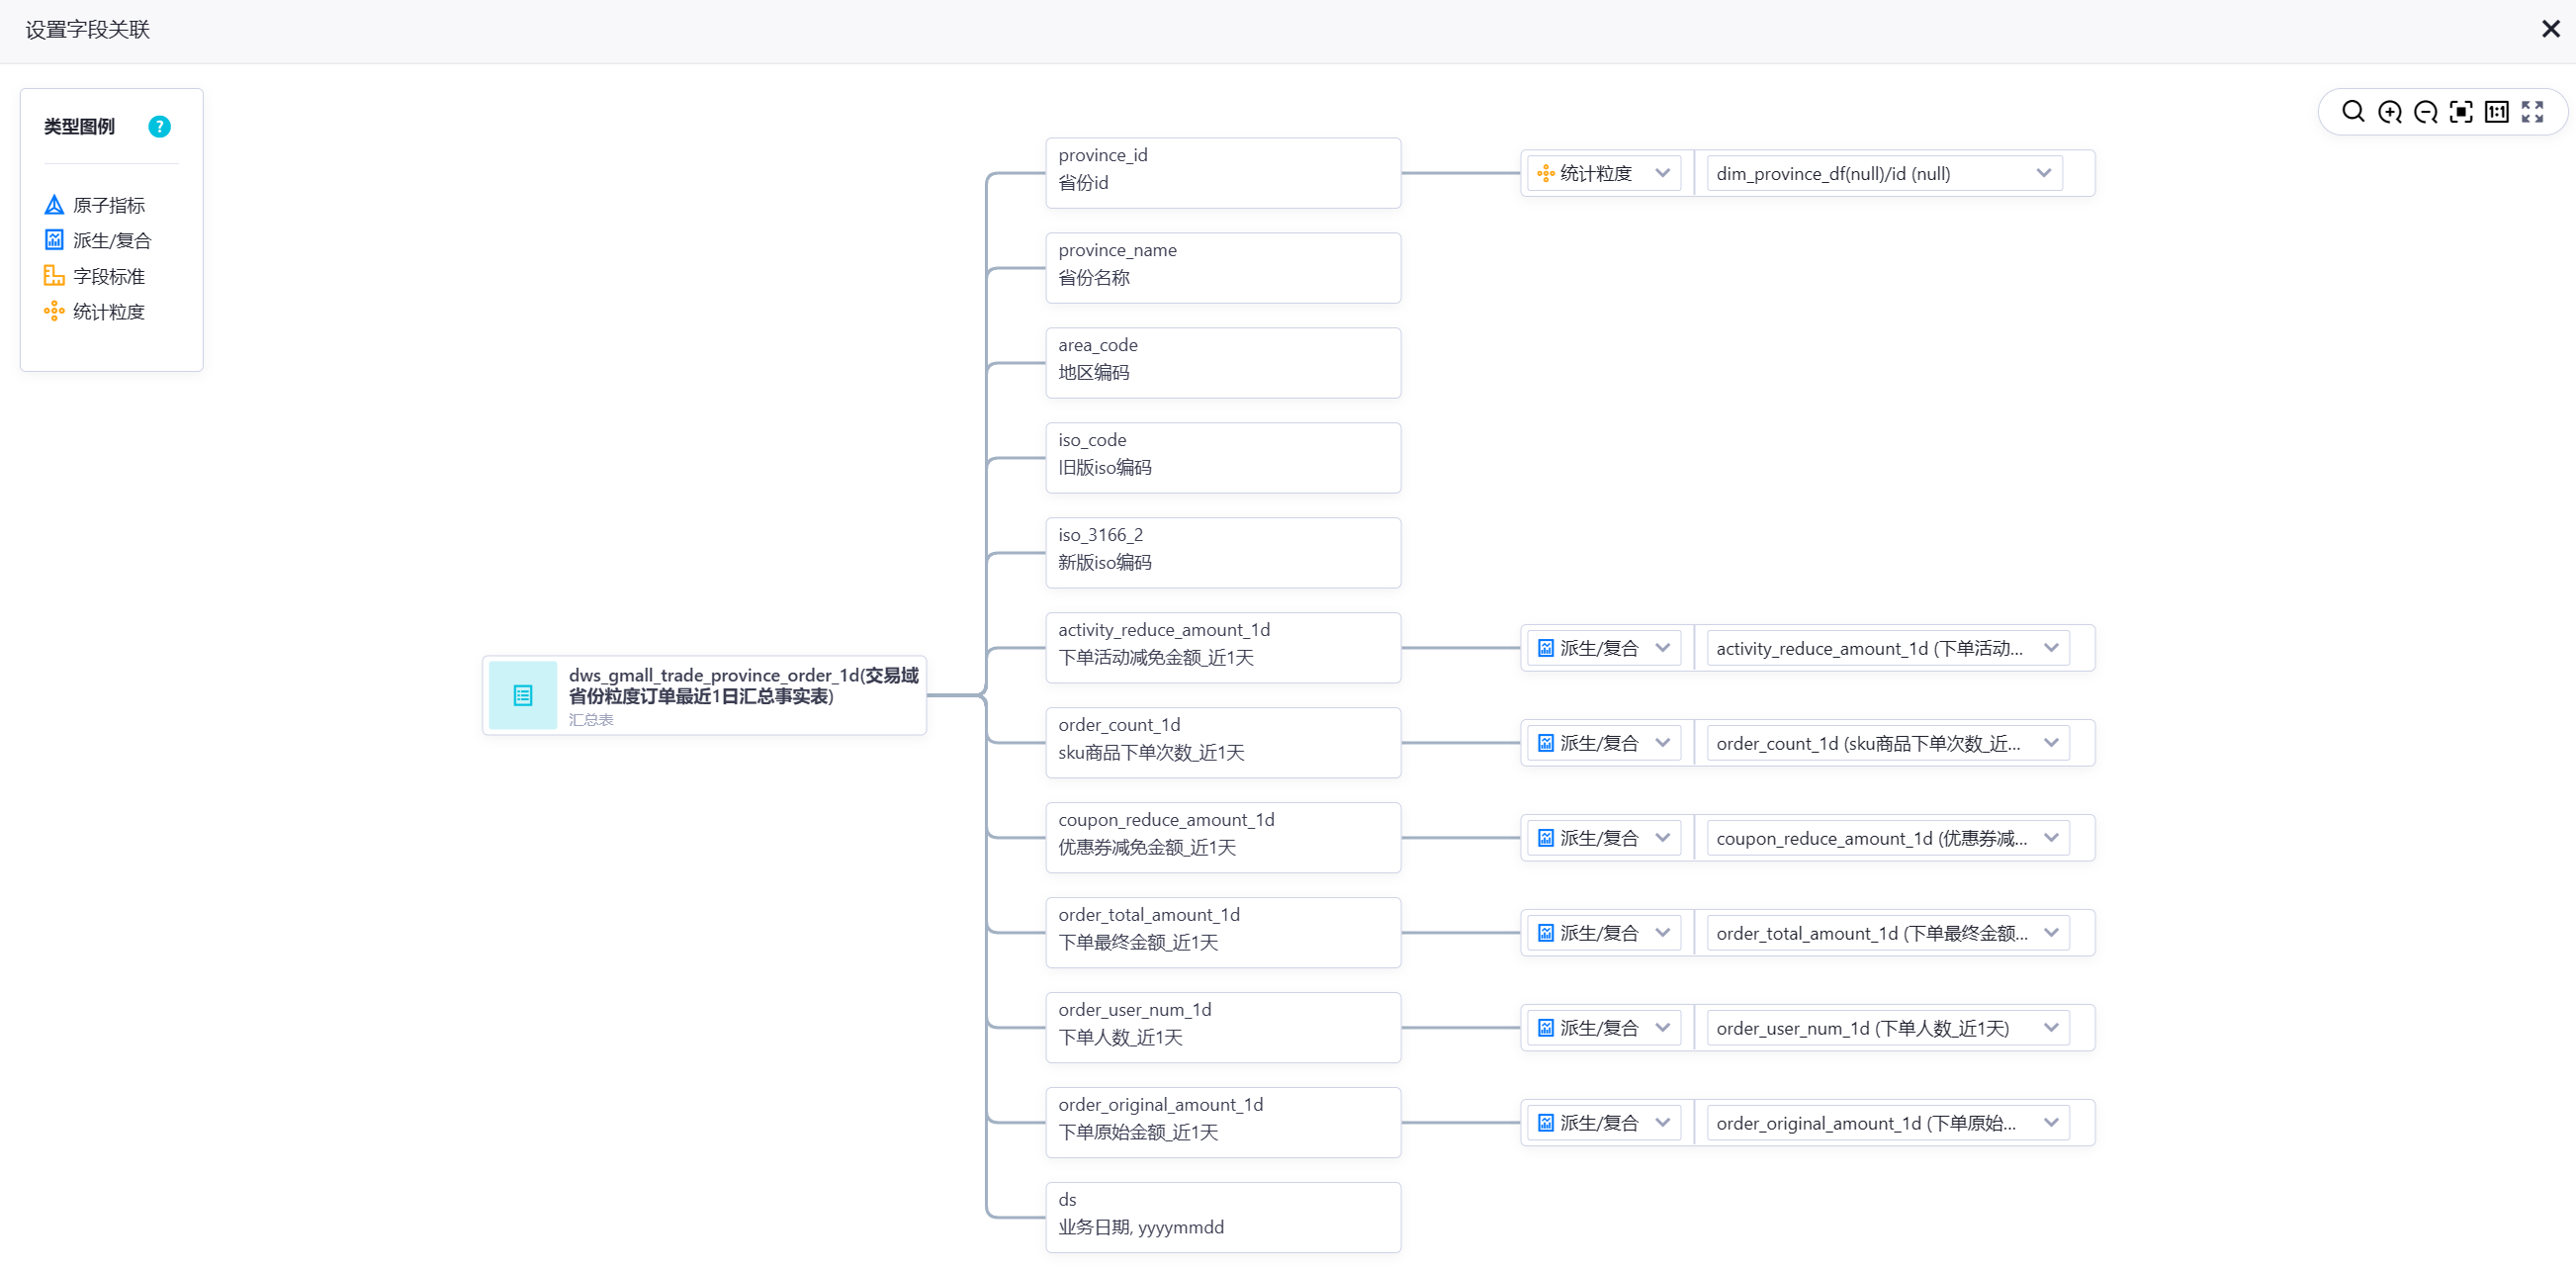 设置字段关联
类型图例
?
原子指标
派生/复合
字段标准
统计粒度
1:1
dws_gmall_trade_province_order_1d(交易域
省份粒度订单最近1日汇总事实表)
汇总表
province_id
省份id
统计粒度
dim_province_df(null)/id (null)
province_name
省份名称
area_code
地区编码
iso_code
旧版iso编码
iso_3166_2
新版iso编码
activity_reduce_amount_1d
下单活动减免金额_近1天
派生/复合
activity_reduce_amount_1d (下单活动...
order_count_1d
sku商品下单次数_近1天
派生/复合
order_count_1d (sku商品下单次数_近...
coupon_reduce_amount_1d
优惠券减免金额_近1天
派生/复合
coupon_reduce_amount_1d (优惠券减...
order_total_amount_1d
下单最终金额_近1天
派生/复合
order_total_amount_1d (下单最终金额...
order_user_num_1d
下单人数_近1天
派生/复合
order_user_num_1d (下单人数_近1天)
order_original_amount_1d
下单原始金额_近1天
派生/复合
order_original_amount_1d (下单原始...
ds
业务日期, yyyymmdd